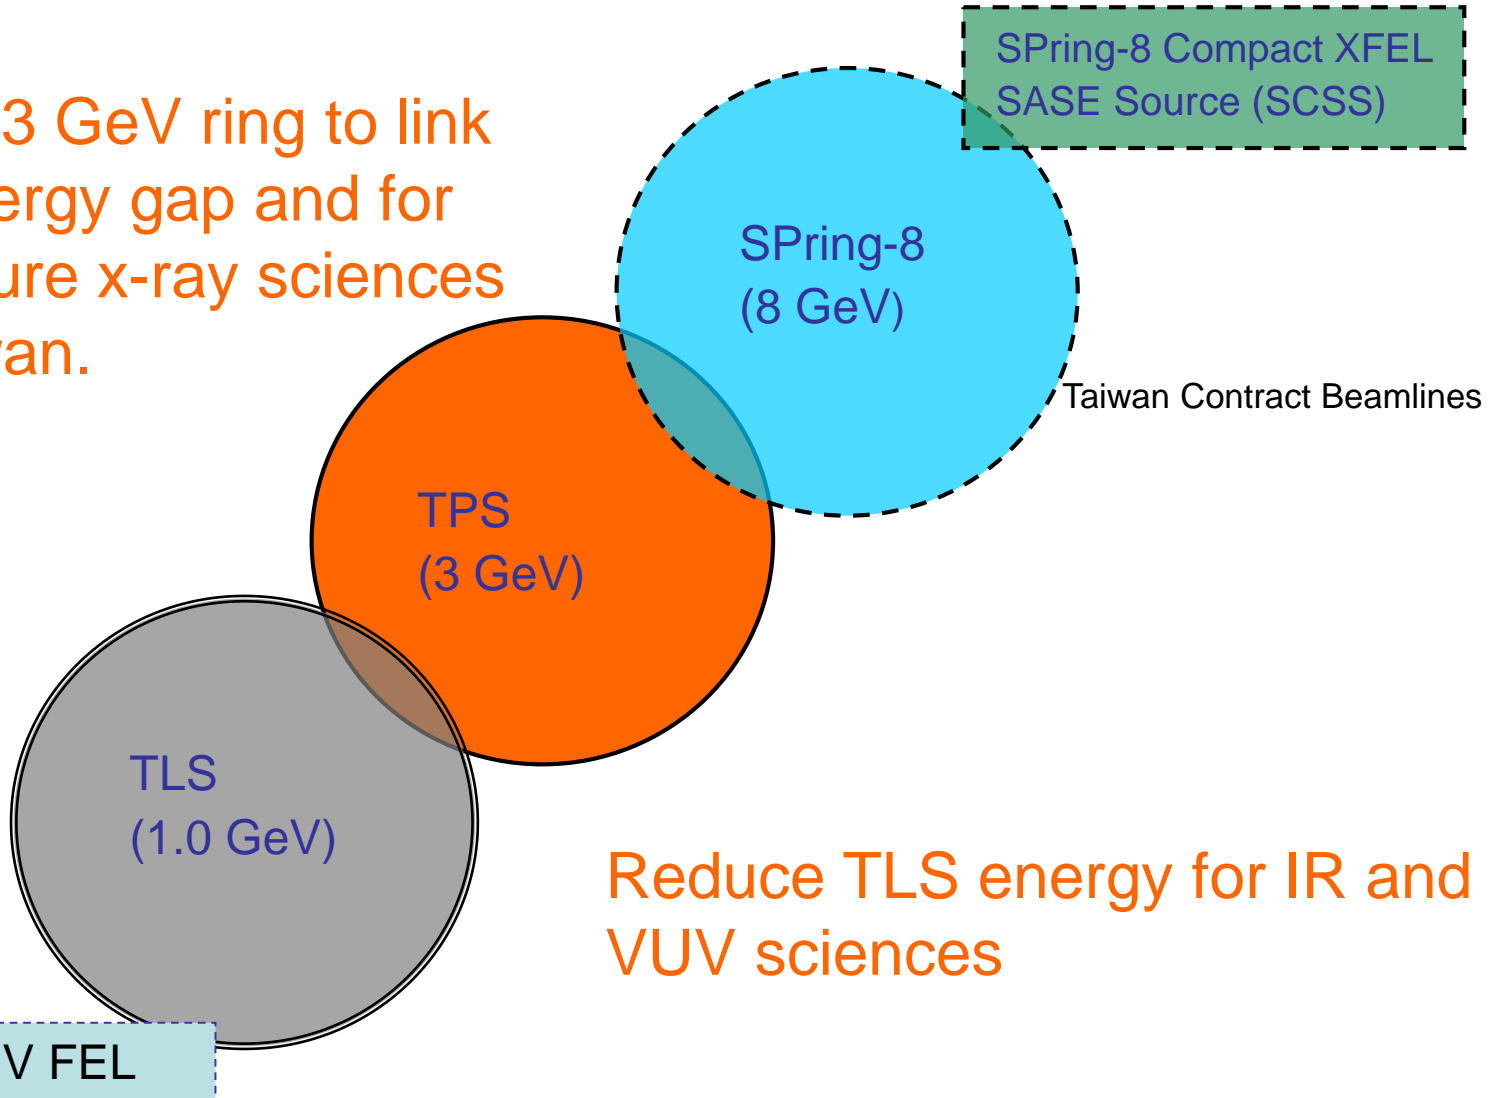 SPring-8 Compact XFEL
SASE Source (SCSS)
3 GeV ring to link
ergy gap and for
ure x-ray sciences
an.
SPring-8
(8 GeV)
Taiwan Contract Beamlines
TPS
(3 GeV)
TLS
(1.0 GeV)
Reduce TLS energy for IR and
VUV sciences
V FEL